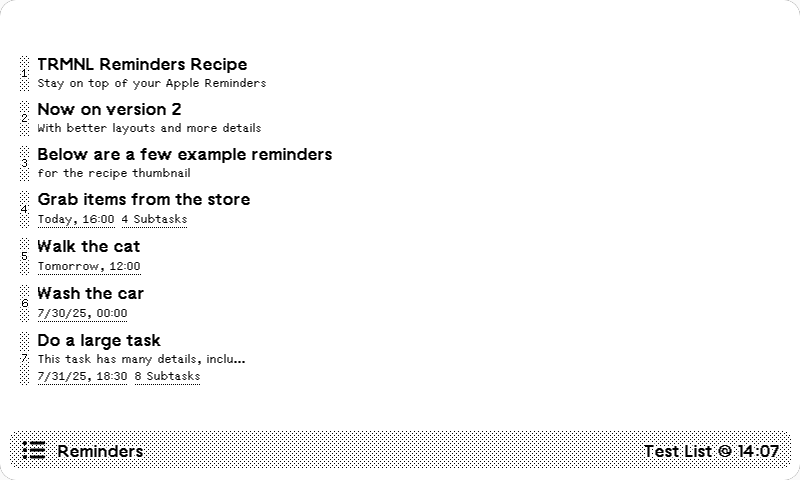 1
TRMNL Reminders Recipe
Stay on top of your Apple Reminders
2
Now on version 2
With better layouts and more details
3
Below are a few example reminders
for the recipe thumbnail
4
Grab items from the store
Today, 16:00 4 Subtasks
5
Walk the cat
Tomorrow, 12:00
6
Wash the car
7/30/25, 00:00
7
Do a large task
This task has many details, inclu...
7/31/25, 18:30 8 Subtasks
Reminders
Test List @ 14:07